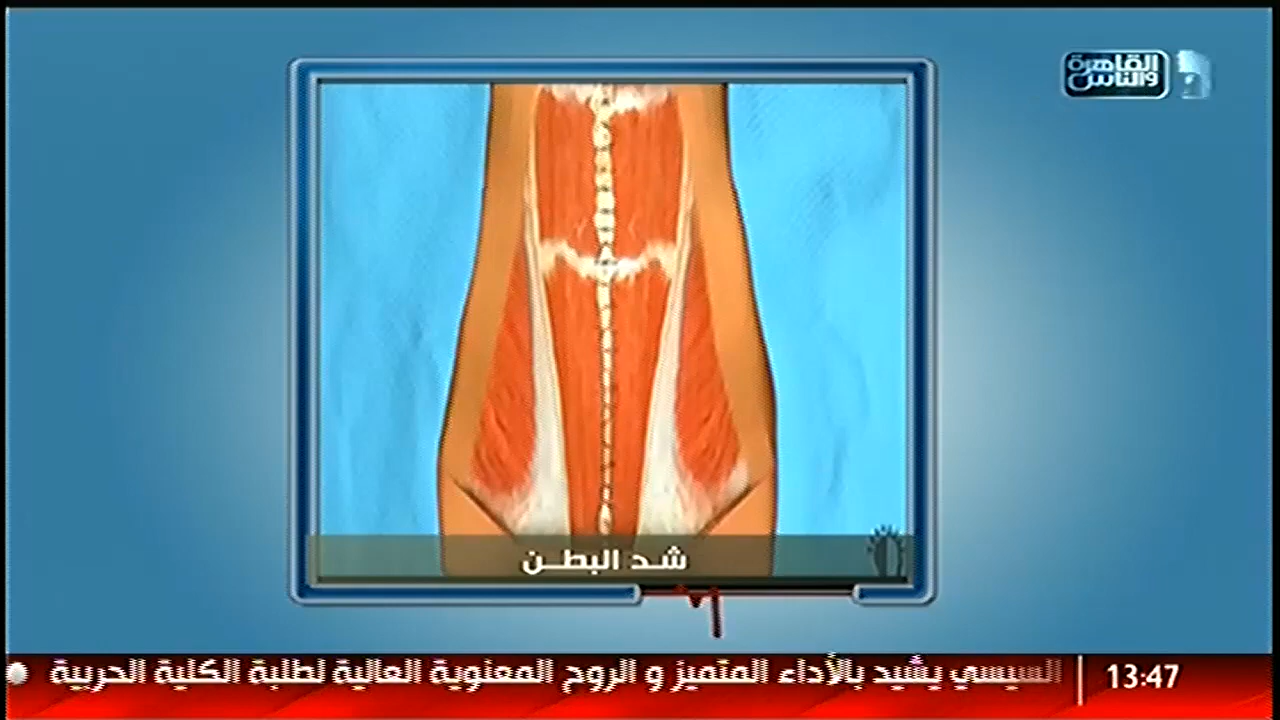 القاهرة
والناس
شد البطن
13:47
السيسي يشيد بالأداء المتميز و الروح المعنوية العالية لطلبة الكلية الحربية